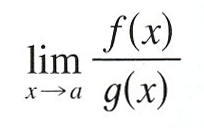 lim x→a f(x)/g(x)